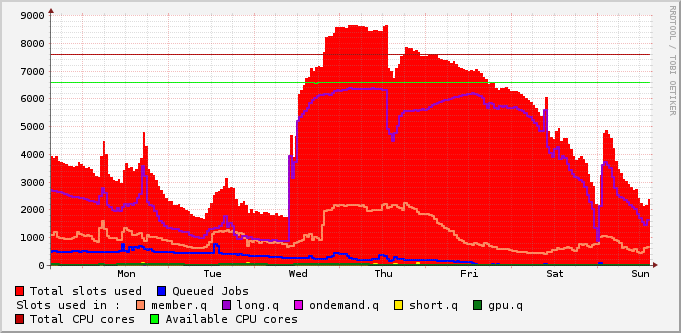 9000
8000
7000
6000
5000
4000
3000
2000
1000
0
Mon Tue Wed Thu Fri Sat Sun
RRDTOOL / TOBI OETIKER
Total slots used Queued Jobs
Slots used in : member.q long.q ondemand.q short.q gpu.q
Total CPU cores Available CPU cores